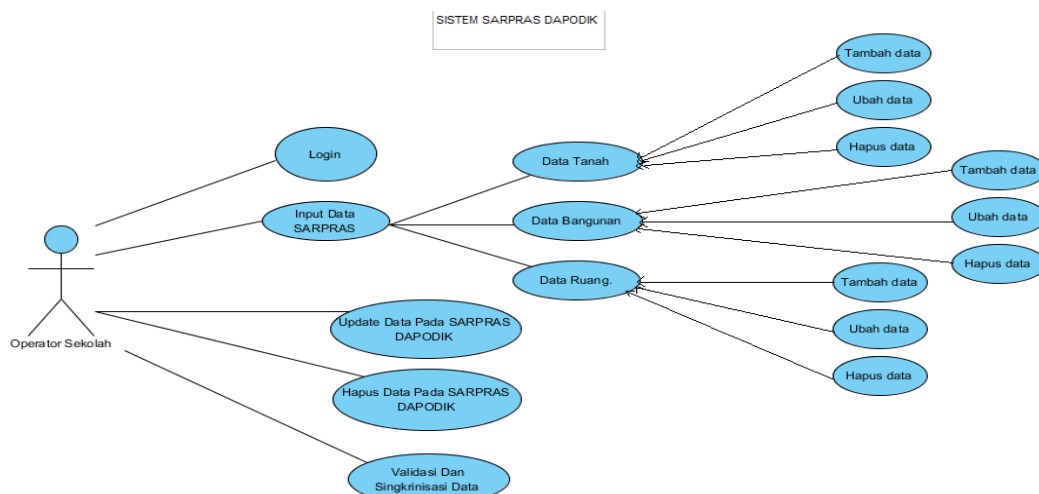 SISTEM SARPRAS DAPODIK
Tambah data
Ubah data
Hapus data
Login
Data Tanah
Tambah data
Input Data
SARPRAS
Data Bangunan
Ubah data
Hapus data
Data Ruang.
Tambah data
Ubah data
Hapus data
Operator Sekolah
Update Data Pada SARPRAS
DAPODIK
Hapus Data Pada SARPRAS
DAPODIK
Validasi Dan
Singkrinisasi Data